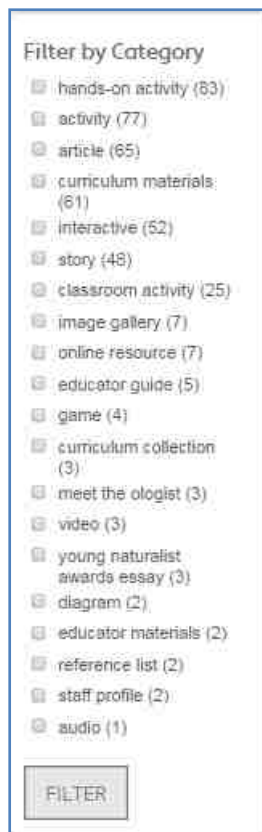 Filter by Category
hands-on activity (83)
activity (77)
article (65)
curriculum materials
(61)
interactive (52)
story (48)
classroom activity (25)
image gallery (7)
online resource (7)
educator guide (5)
game (4)
curriculum collection
(3)
meet the ologist (3)
video (3)
young naturalist
awards essay (3)
diagram (2)
educator materials (2)
reference list (2)
staff profile (2)
audio (1)
FILTER